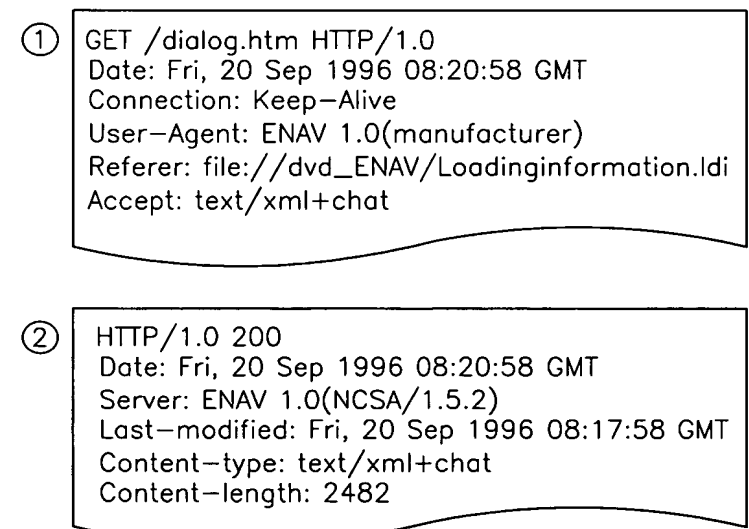 ① GET /dialog.htm HTTP/1.0
Date: Fri, 20 Sep 1996 08:20:58 GMT
Connection: Keep-Alive
User-Agent: ENAV 1.0(manufacturer)
Referer: file://dvd_ENAV/Loadinginformation.ldi
Accept: text/xml+chat
② HTTP/1.0 200
Date: Fri, 20 Sep 1996 08:20:58 GMT
Server: ENAV 1.0(NCSA/1.5.2)
Last-modified: Fri, 20 Sep 1996 08:17:58 GMT
Content-type: text/xml+chat
Content-length: 2482